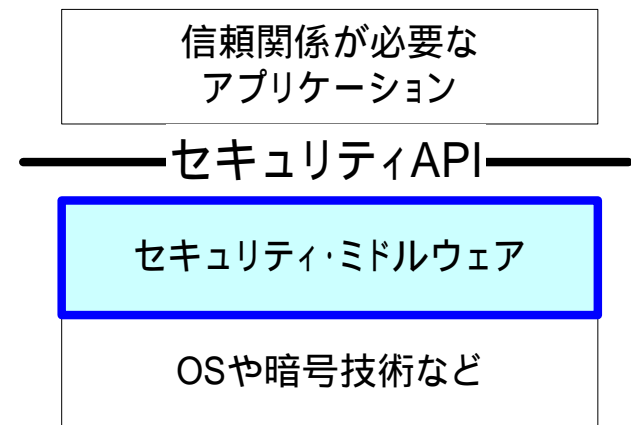 信頼関係が必要な
アプリケーション
セキュリティAPI
セキュリティ・ミドルウェア
OSや暗号技術など